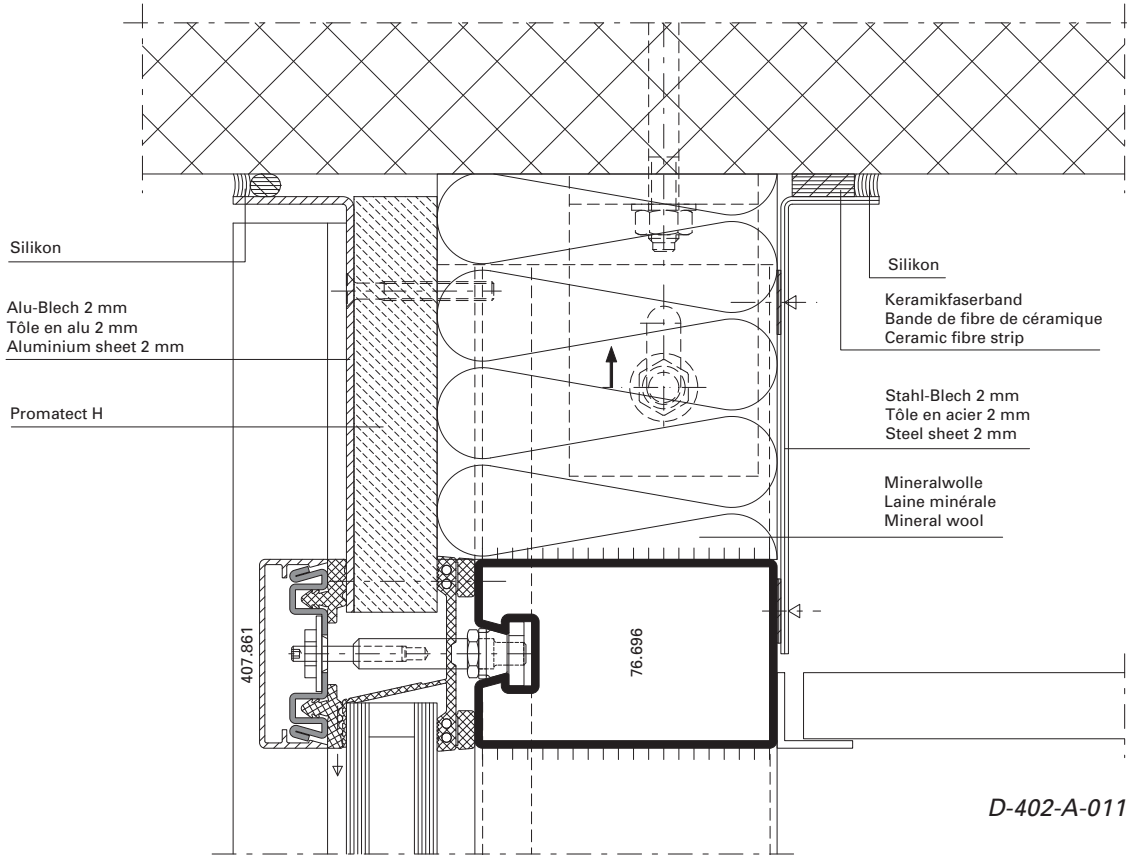 Silikon
Alu-Blech 2 mm
Tôle en alu 2 mm
Aluminium sheet 2 mm
Promatect H
Silikon
Keramikfaserband
Bande de fibre de céramique
Ceramic fibre strip
Stahl-Blech 2 mm
Tôle en acier 2 mm
Steel sheet 2 mm
Mineralwolle
Laine minérale
Mineral wool
407.861
76.696
D-402-A-011